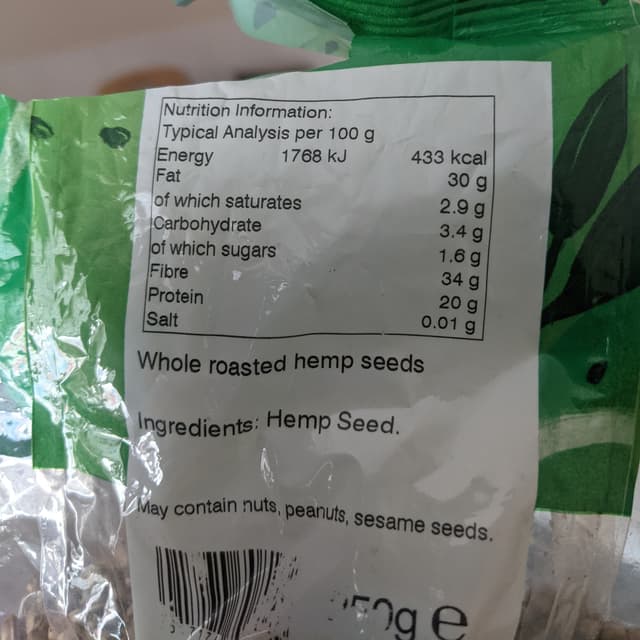 Nutrition Information:
Typical Analysis per 100 g
Energy 1768 kJ 433 kcal
Fat 30 g
of which saturates 2.9 g
Carbohydrate 3.4 g
of which sugars 1.6 g
Fibre 34 g
Protein 20 g
Salt 0.01 g
Whole roasted hemp seeds
Ingredients: Hemp Seed.
May contain nuts, peanuts, sesame seeds.